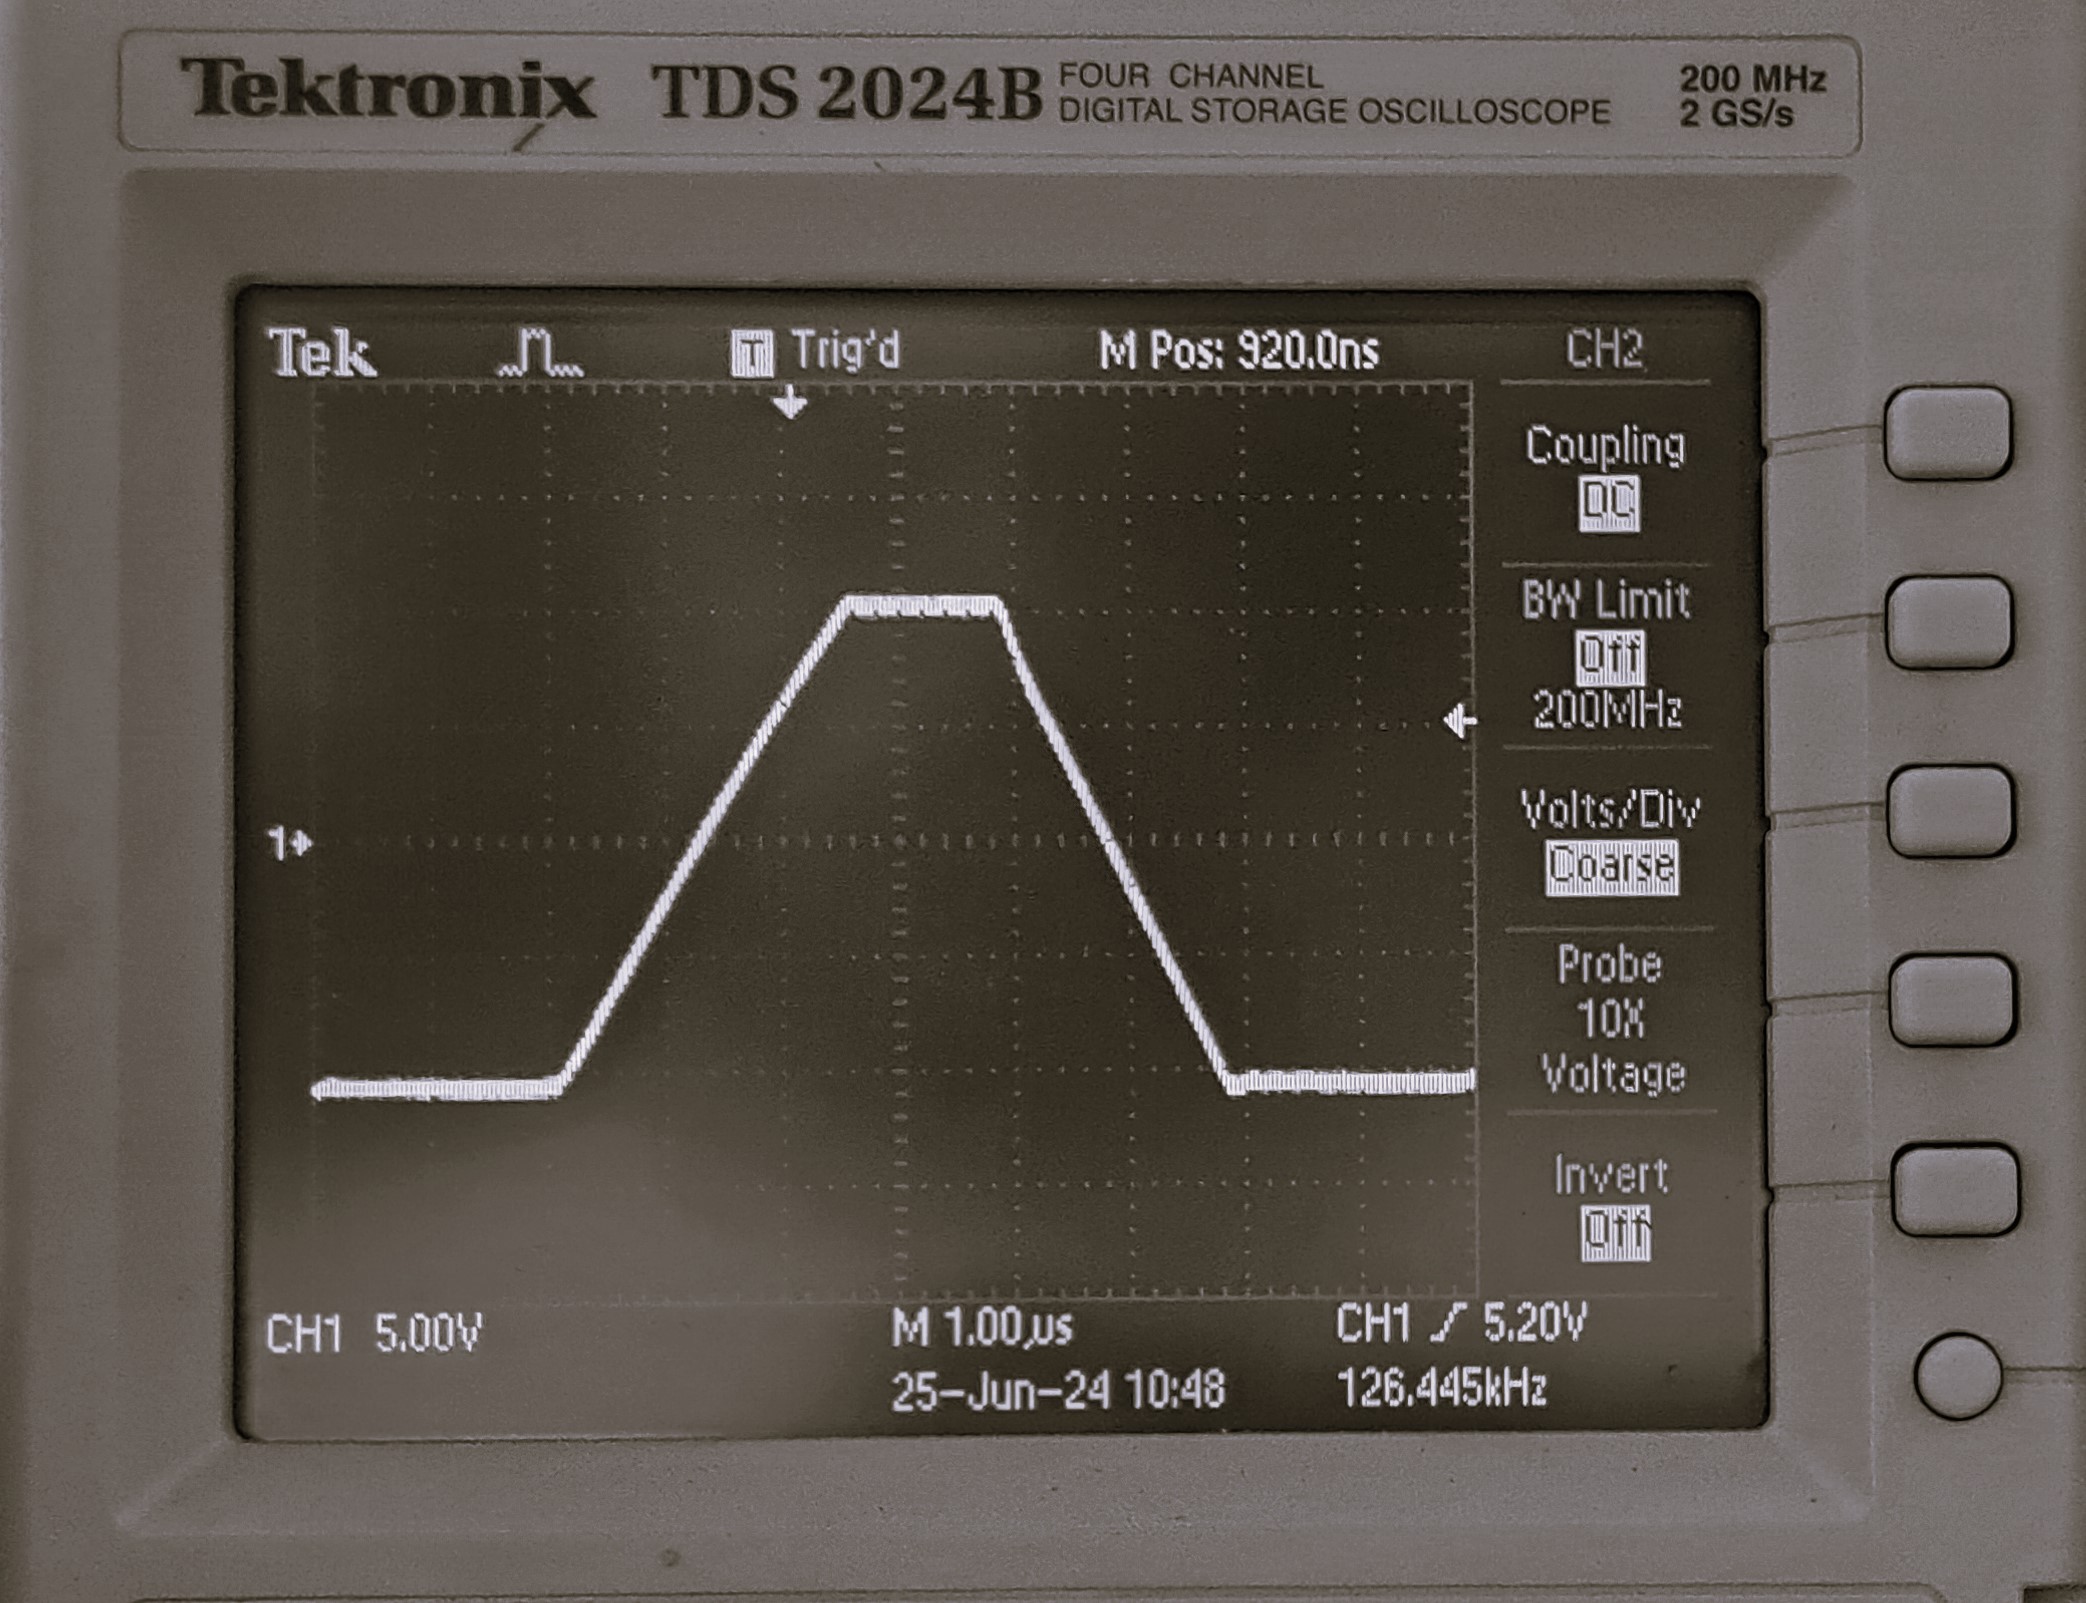 Tektronix TDS 2024B FOUR CHANNEL DIGITAL STORAGE OSCILLOSCOPE 200 MHz 2 GS/s
Tek T Trig'd M Pos: 920.0ns CH2
Coupling
DC
BW Limit
Off
200MHz
1
Volts/Div
Coarse
Probe
10X
Voltage
Invert
Off
CH1 5.00V M 1.00µs CH1 5.20V
25-Jun-24 10:48 126.445kHz